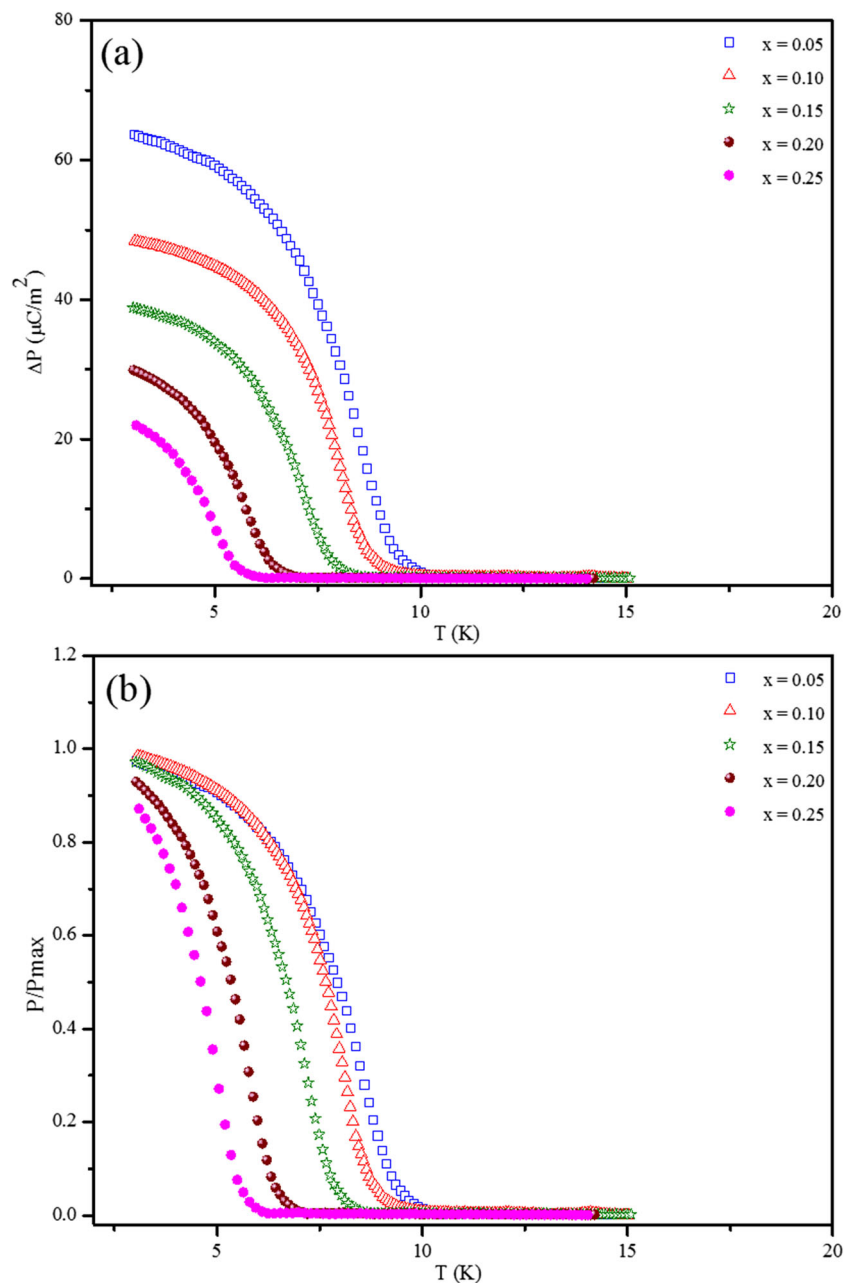 (a)
x = 0.05
x = 0.10
x = 0.15
x = 0.20
x = 0.25
80
60
40
20
0
ΔP (μC/m²)
5
10
15
20
T (K)
(b)
x = 0.05
x = 0.10
x = 0.15
x = 0.20
x = 0.25
1.2
1.0
0.8
0.6
0.4
0.2
0.0
P/Pmax
5
10
15
20
T (K)